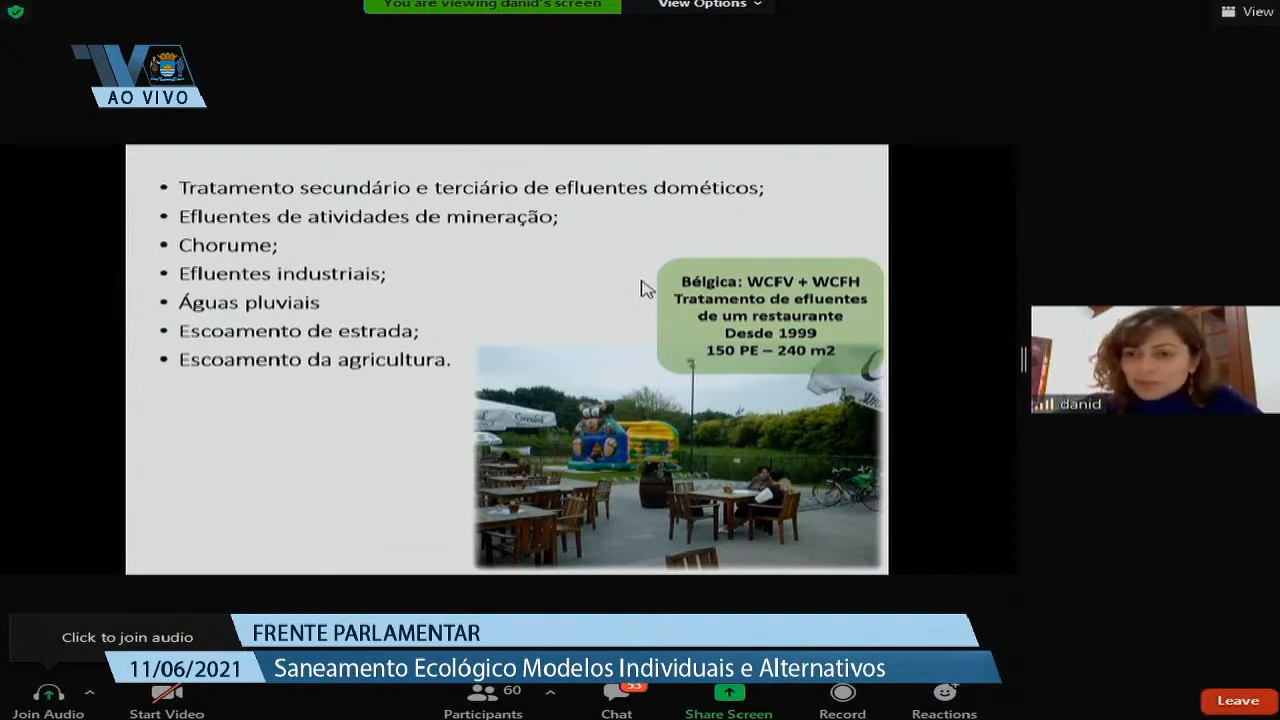 You are viewing danid's screen
View Options
View
TV
AO VIVO
• Tratamento secundário e terciário de efluentes dométicos;
• Efluentes de atividades de mineração;
• Chorume;
• Efluentes industriais;
• Águas pluviais
• Escoamento de estrada;
• Escoamento da agricultura.
Bélgica: WCFV + WCFH
Tratamento de efluentes
de um restaurante
Desde 1999
150 PE – 240 m2
danid
Click to join audio
FRENTE PARLAMENTAR
11/06/2021
Saneamento Ecológico Modelos Individuais e Alternativos
60
53
Join Audio
Start Video
Participants
Chat
Share Screen
Record
Reactions
Leave